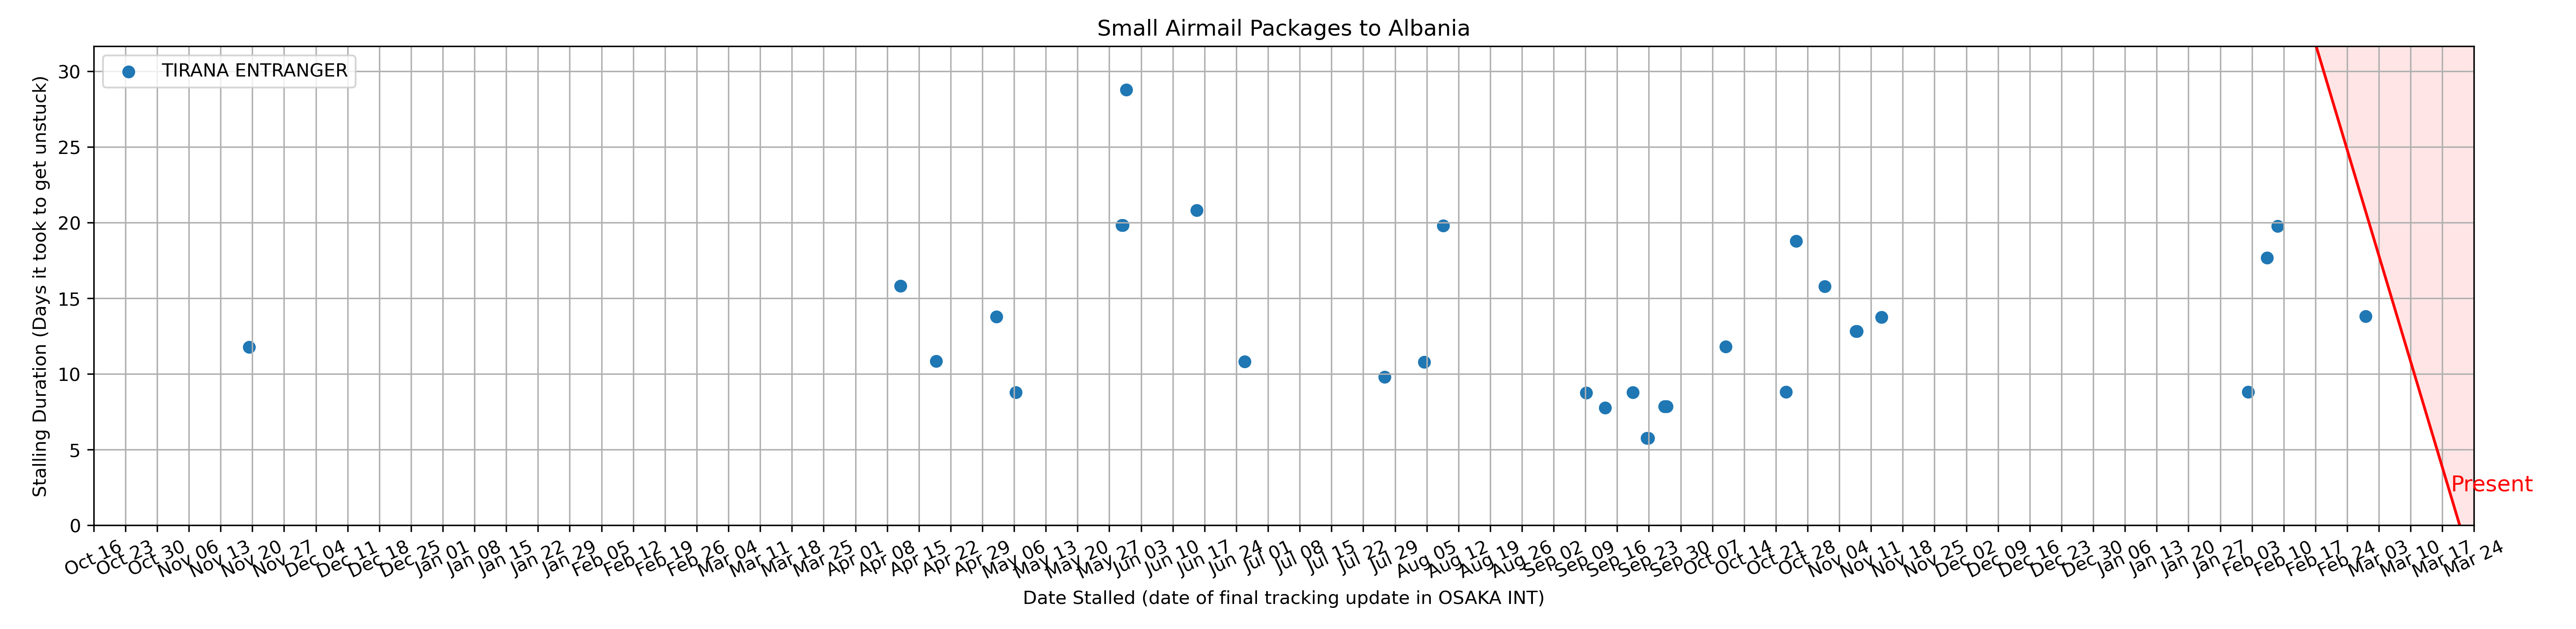 Small Airmail Packages to Albania
TIRANA ENTRANGER
Stalling Duration (Days it took to get unstuck)
30
25
20
15
10
5
0
Present
Oct 16
Oct 23
Oct 30
Nov 06
Nov 13
Nov 20
Nov 27
Dec 04
Dec 11
Dec 18
Dec 25
Jan 01
Jan 08
Jan 15
Jan 22
Jan 29
Feb 05
Feb 12
Feb 19
Feb 26
Mar 04
Mar 11
Mar 18
Mar 25
Apr 01
Apr 08
Apr 15
Apr 22
Apr 29
May 06
May 13
May 20
May 27
Jun 03
Jun 10
Jun 17
Jun 24
Jul 01
Jul 08
Jul 15
Jul 22
Jul 29
Aug 05
Aug 12
Aug 19
Aug 26
Sep 02
Sep 09
Sep 16
Sep 23
Sep 30
Oct 07
Oct 14
Oct 21
Oct 28
Nov 04
Nov 11
Nov 18
Nov 25
Dec 02
Dec 09
Dec 16
Dec 23
Dec 30
Jan 06
Jan 13
Jan 20
Jan 27
Feb 03
Feb 10
Feb 17
Feb 24
Mar 03
Mar 10
Mar 17
Mar 24
Date Stalled (date of final tracking update in OSAKA INT)